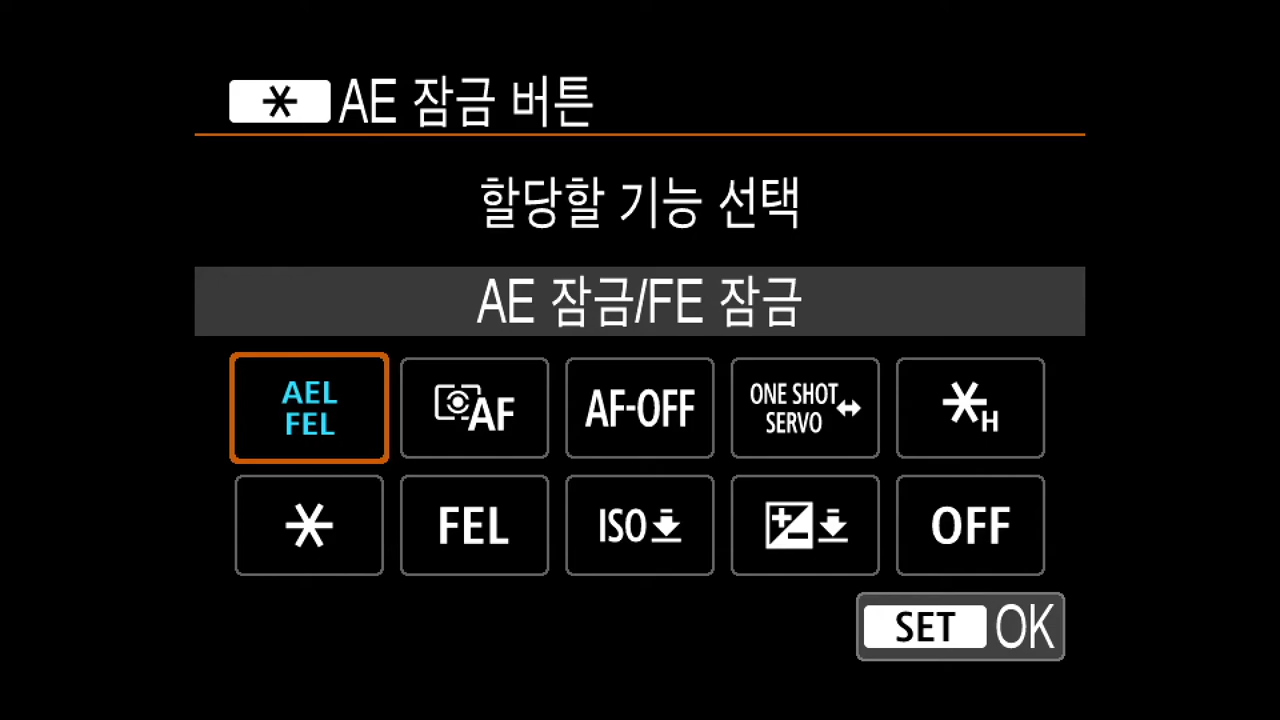 * AE 잠금 버튼
할당할 기능 선택
AE 잠금/FE 잠금
AEL FEL
AF
AF-OFF
ONE SHOT SERVO
*H
*
FEL
ISO
OFF
SET OK